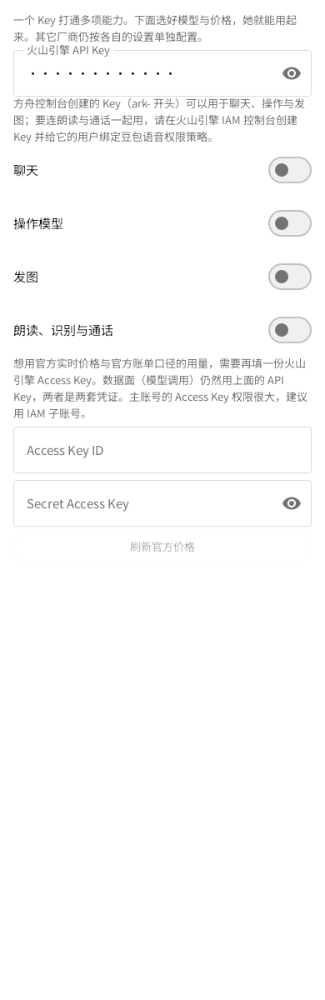 一个 Key 打通多项能力。下面选好模型与价格，她就能用起
来。其它厂商仍按各自的设置单独配置。
火山引擎 API Key
••••••••••••
方舟控制台创建的 Key（ark- 开头）可以用于聊天、操作与发
图；要连朗读与通话一起用，请在火山引擎 IAM 控制台创建
Key 并给它的用户绑定豆包语音权限策略。
聊天
操作模型
发图
朗读、识别与通话
想用官方实时价格与官方账单口径的用量，需要再填一份火山
引擎 Access Key。数据面（模型调用）仍然用上面的 API
Key，两者是两套凭证。主账号的 Access Key 权限很大，建议
用 IAM 子账号。
Access Key ID
Secret Access Key
刷新官方价格